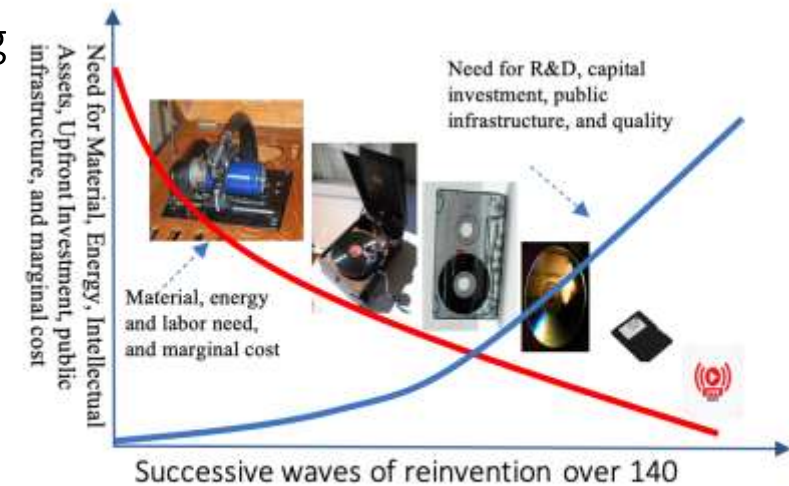 g
Need for Material, Energy, Intellectual
Assets, Upfront Investment, public
infrastructure, and marginal cost
Need for R&D, capital
investment, public
infrastructure, and quality
Material, energy
and labor need,
and marginal cost
Successive waves of reinvention over 140